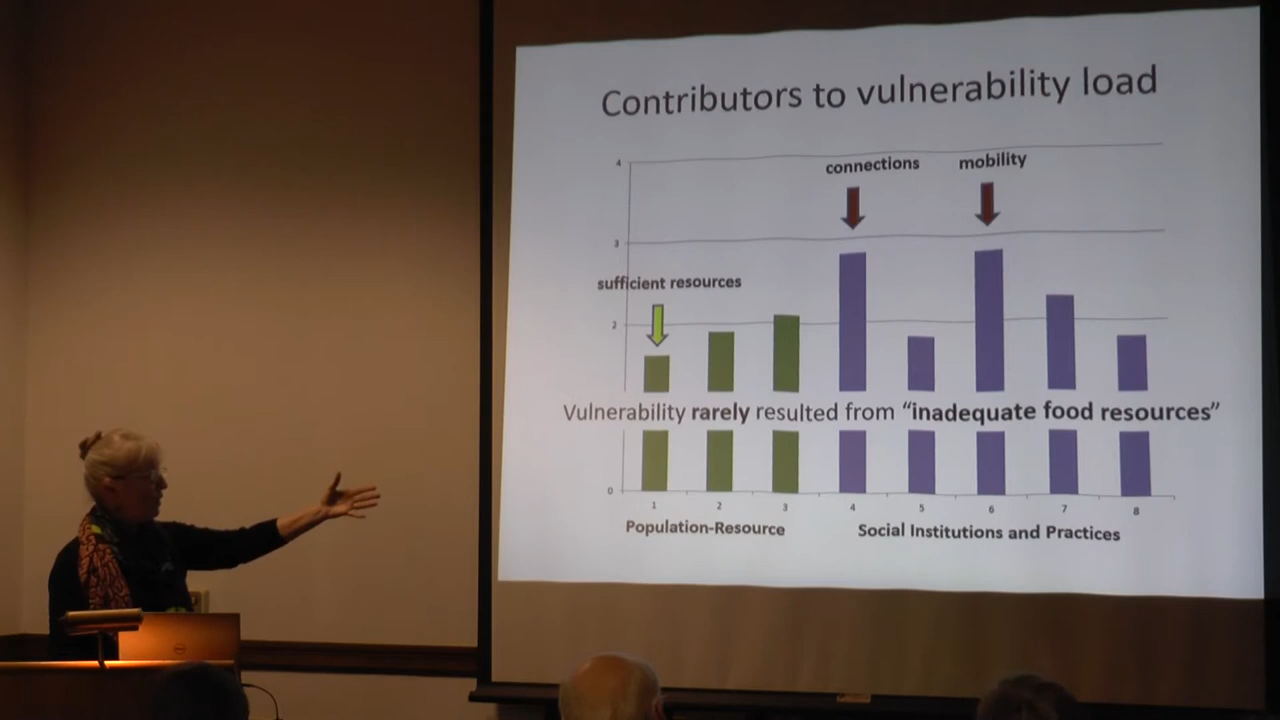 Contributors to vulnerability load
4
connections
mobility
3
sufficient resources
2
Vulnerability rarely resulted from “inadequate food resources”
0
1 2 3 4 5 6 7 8
Population-Resource
Social Institutions and Practices
DELL